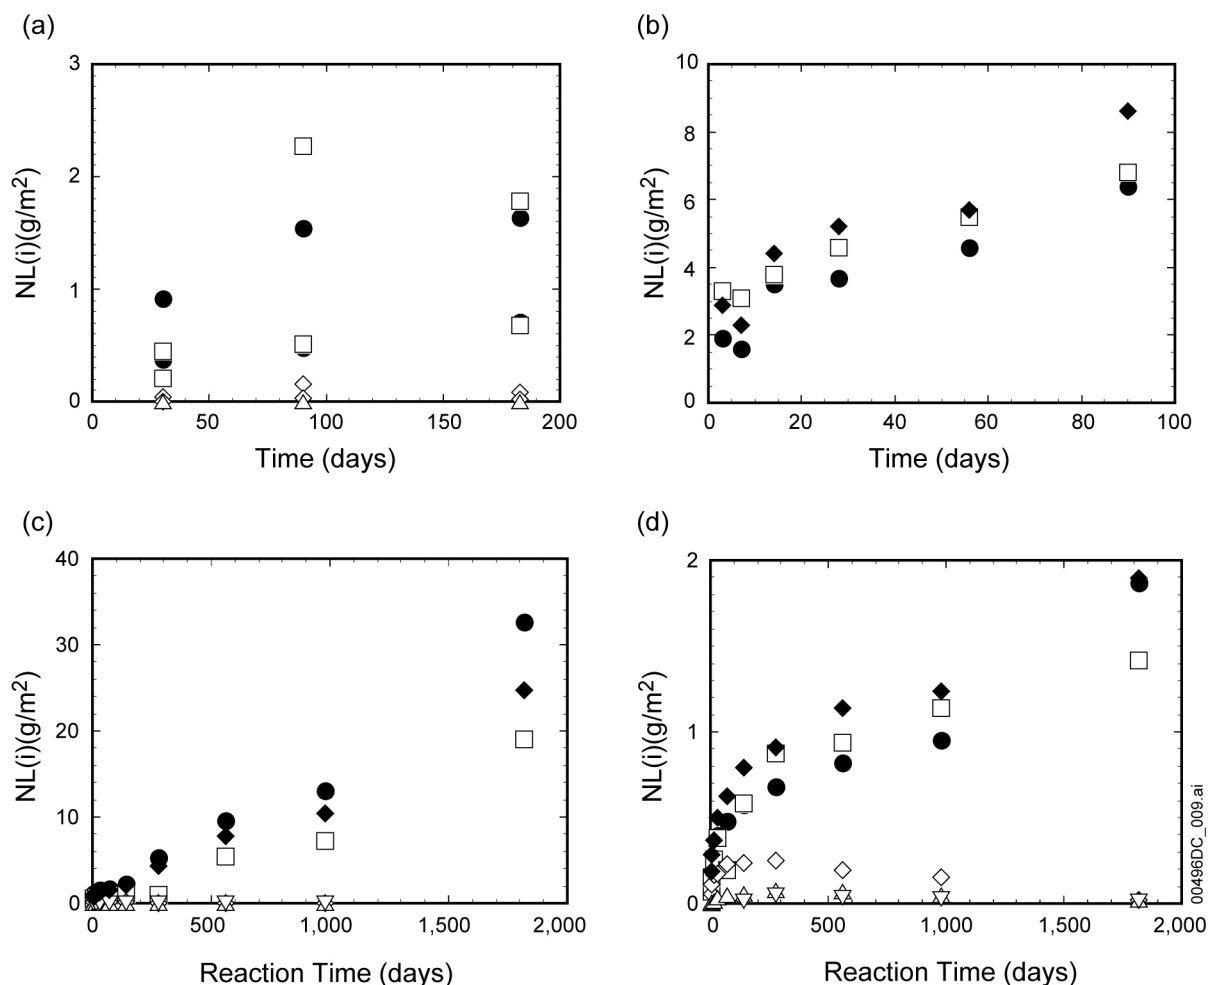 (a)
3
2
1
0
NL(i)(g/m²)
0 50 100 150 200
Time (days)
(b)
10
8
6
4
2
0
NL(i)(g/m²)
0 20 40 60 80 100
Time (days)
(c)
40
30
20
10
0
NL(i)(g/m²)
0 500 1,000 1,500 2,000
Reaction Time (days)
(d)
2
1
0
NL(i)(g/m²)
0 500 1,000 1,500 2,000
Reaction Time (days)
00496DC_009.ai